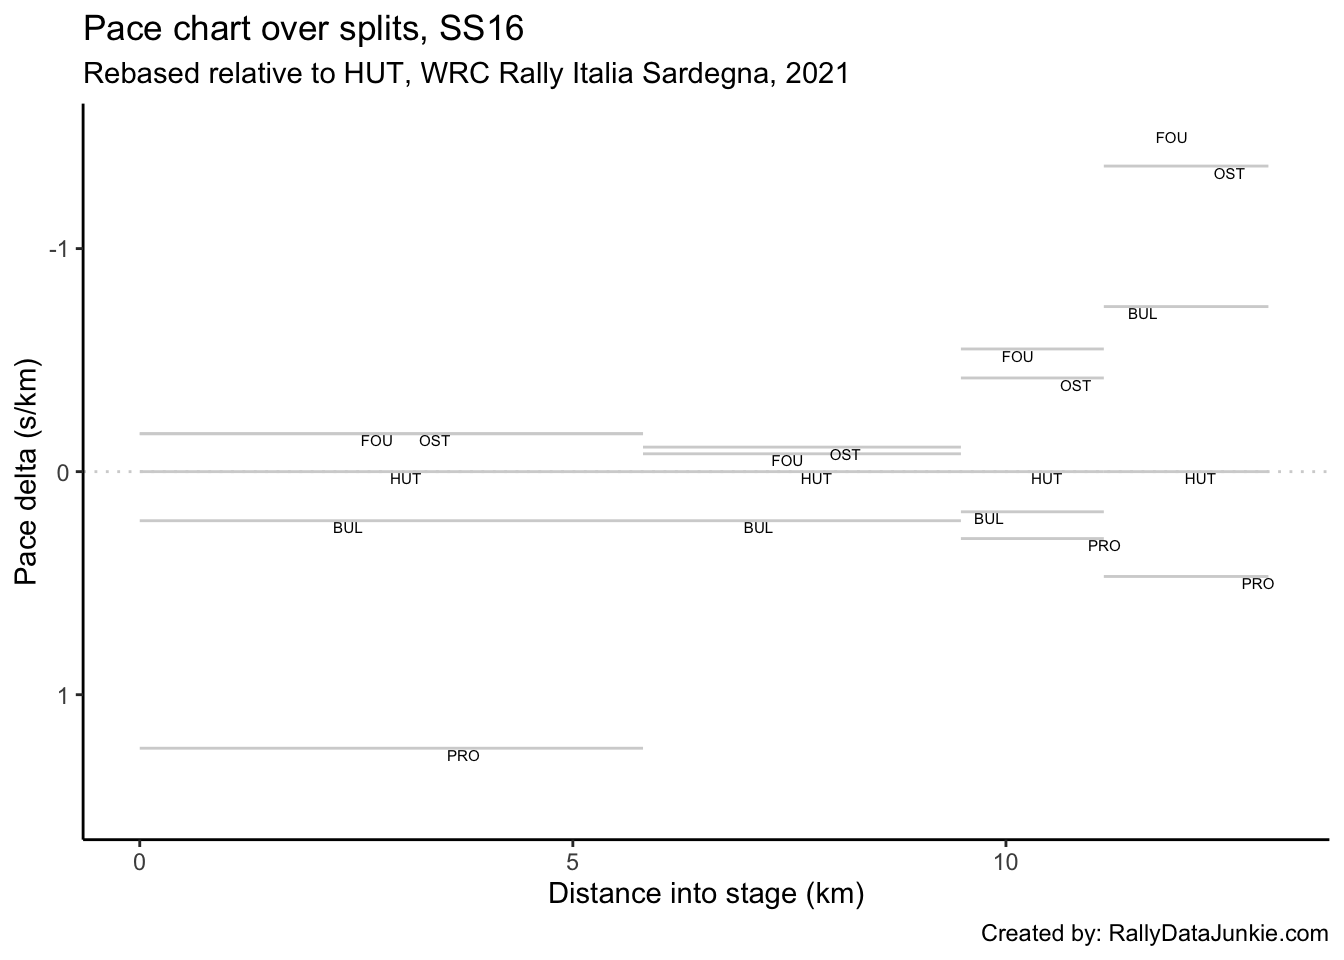 Pace chart over splits, SS16
Rebased relative to HUT, WRC Rally Italia Sardegna, 2021
FOU
OST
-1
BUL
FOU
OST
FOU OST
OST
FOU
0
HUT HUT HUT HUT
BUL BUL BUL
PRO
PRO
1
PRO
Pace delta (s/km)
0 5 10
Distance into stage (km)
Created by: RallyDataJunkie.com